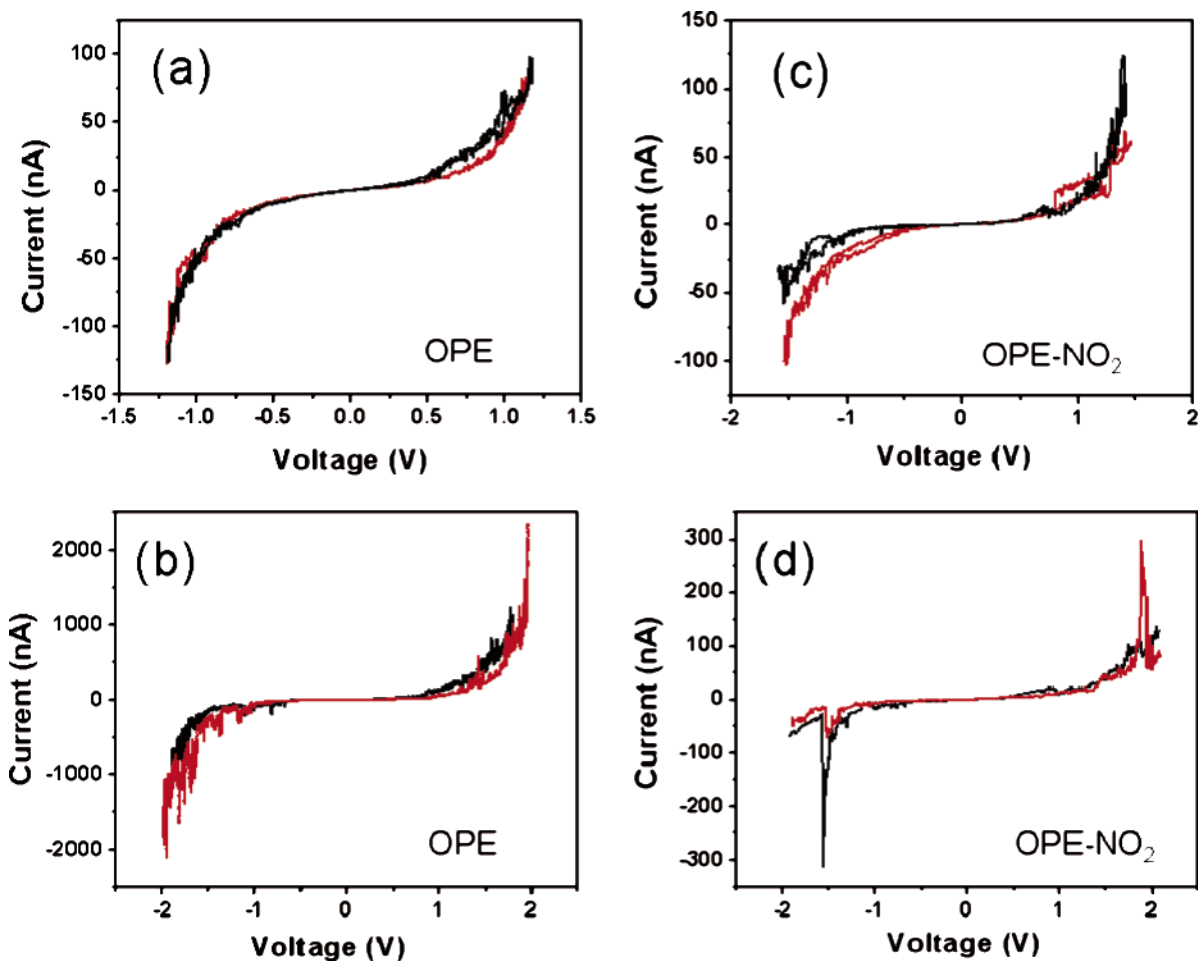 (a)
100
50
0
-50
-100
-150
-1.5 -1.0 -0.5 0.0 0.5 1.0 1.5
Current (nA)
Voltage (V)
OPE
(c)
150
100
50
0
-50
-100
-2 -1 0 1 2
Current (nA)
Voltage (V)
OPE-NO₂
(b)
2000
1000
0
-1000
-2000
-2 -1 0 1 2
Current (nA)
Voltage (V)
OPE
(d)
300
200
100
0
-100
-200
-300
-2 -1 0 1 2
Current (nA)
Voltage (V)
OPE-NO₂